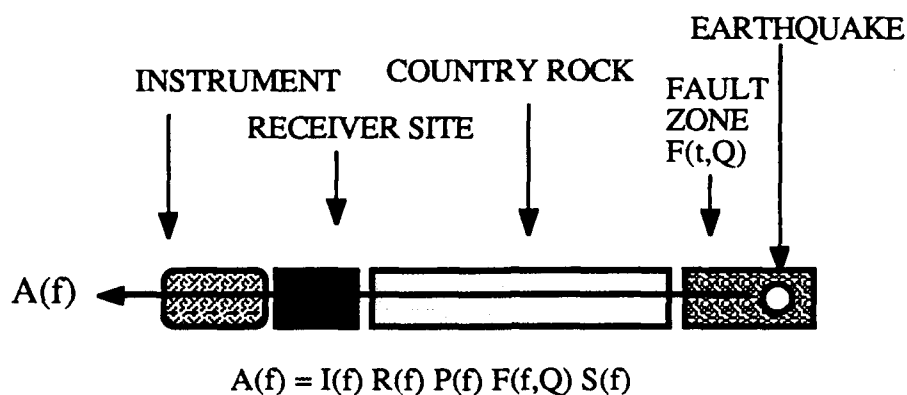 EARTHQUAKE
INSTRUMENT
COUNTRY ROCK
RECEIVER SITE
FAULT
ZONE
F(t,Q)
A(f)
A(f) = I(f) R(f) P(f) F(f,Q) S(f)